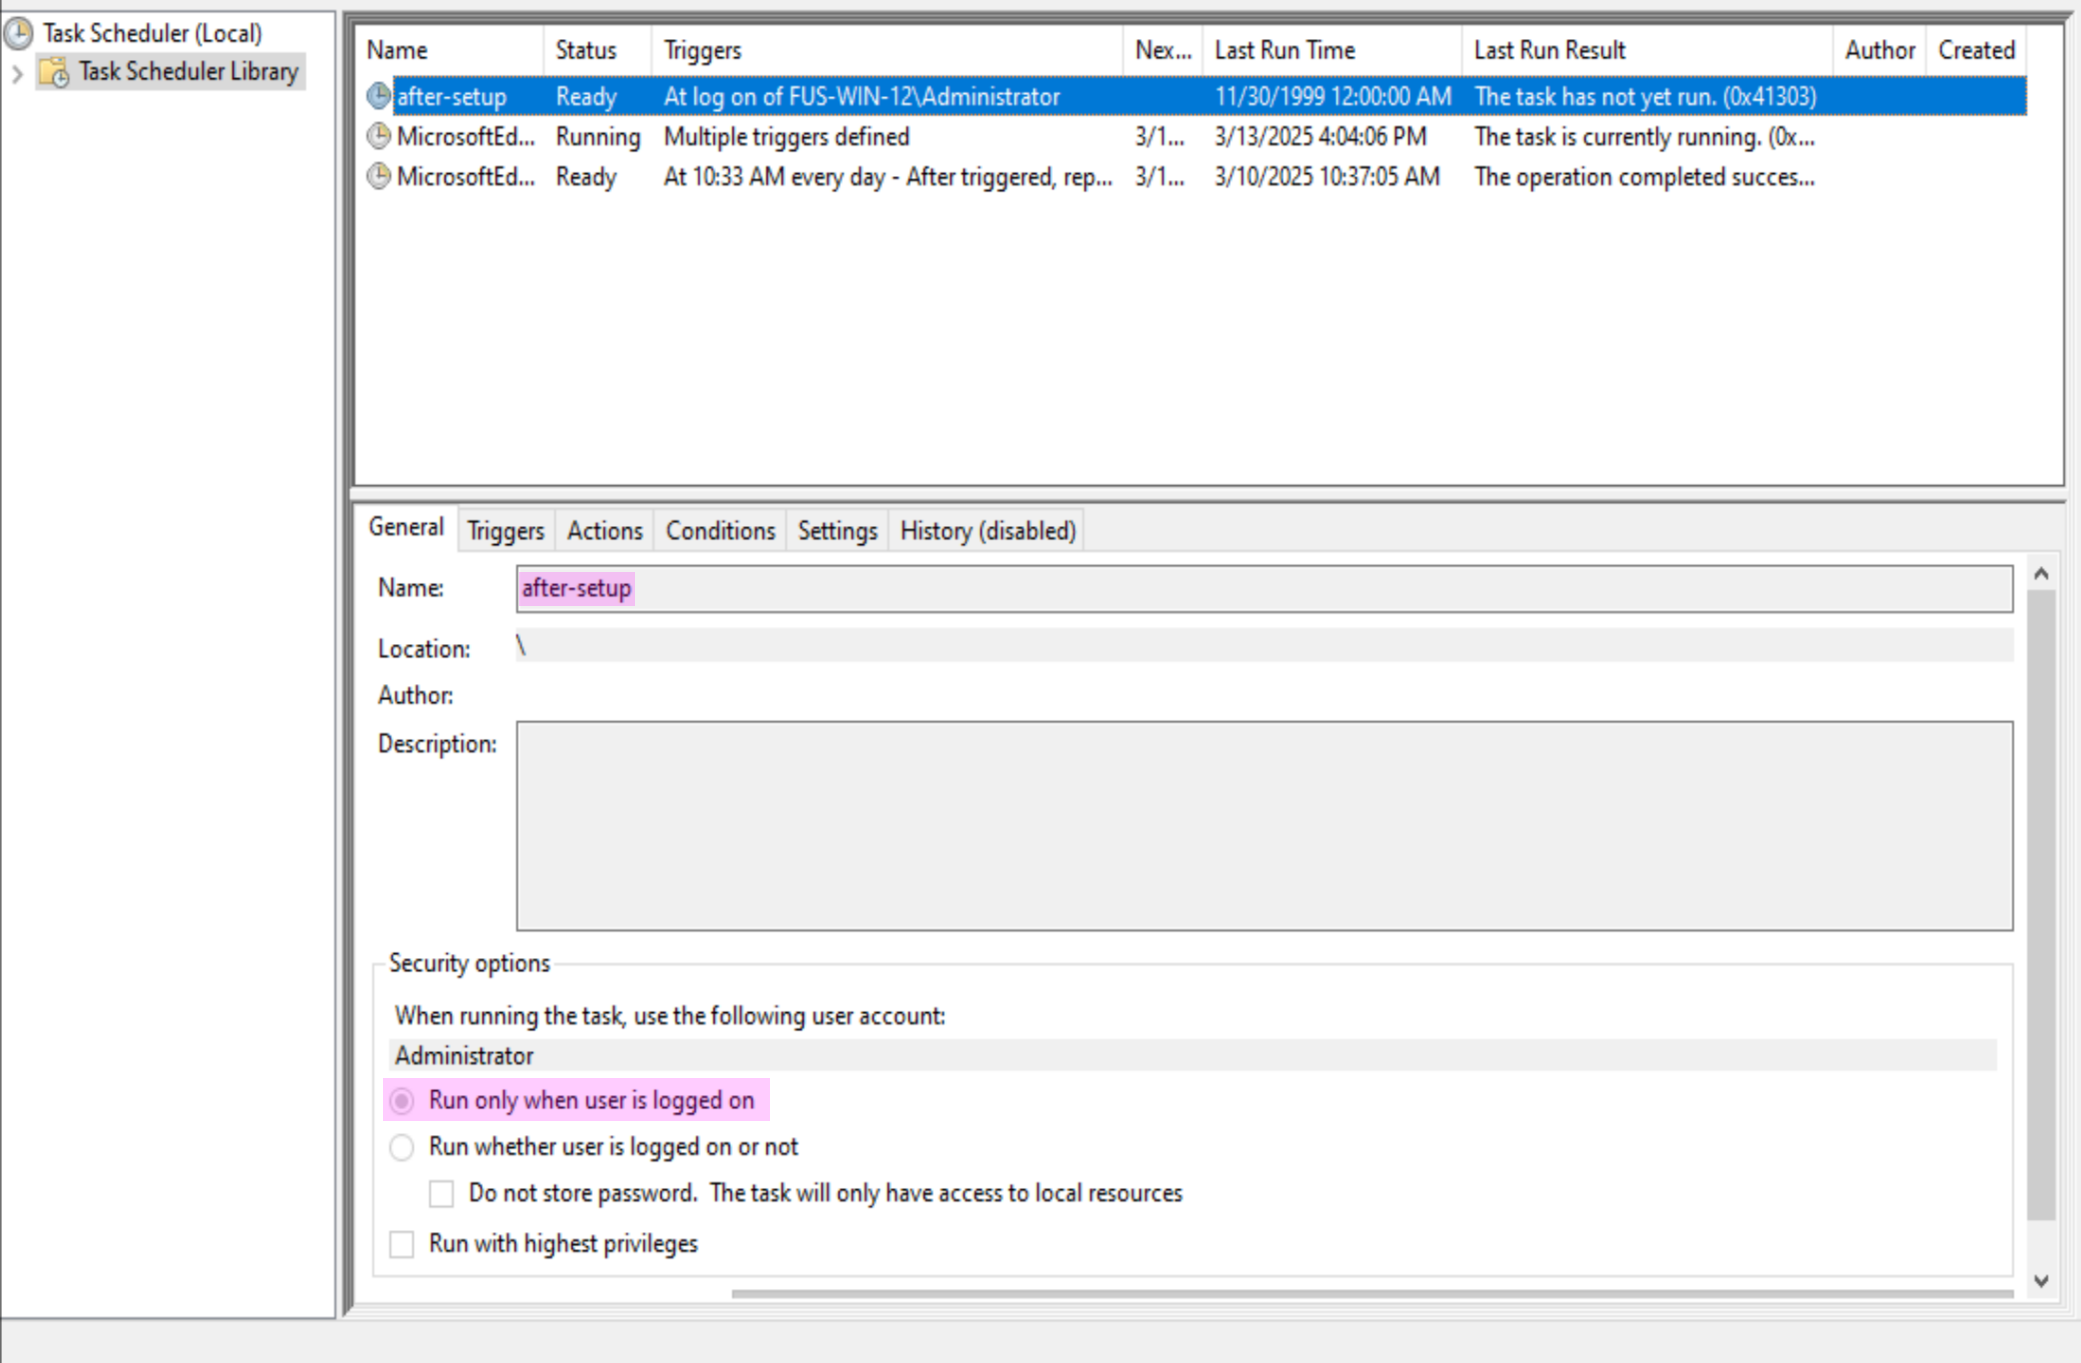 Task Scheduler (Local)
Task Scheduler Library
Name Status Triggers Nex... Last Run Time Last Run Result Author Created
after-setup Ready At log on of FUS-WIN-12\Administrator 11/30/1999 12:00:00 AM The task has not yet run. (0x41303)
MicrosoftEd... Running Multiple triggers defined 3/1... 3/13/2025 4:04:06 PM The task is currently running. (0x...
MicrosoftEd... Ready At 10:33 AM every day - After triggered, rep... 3/1... 3/10/2025 10:37:05 AM The operation completed succes...
General Triggers Actions Conditions Settings History (disabled)
Name: after-setup
Location: \
Author:
Description:
Security options
When running the task, use the following user account:
Administrator
Run only when user is logged on
Run whether user is logged on or not
Do not store password. The task will only have access to local resources
Run with highest privileges